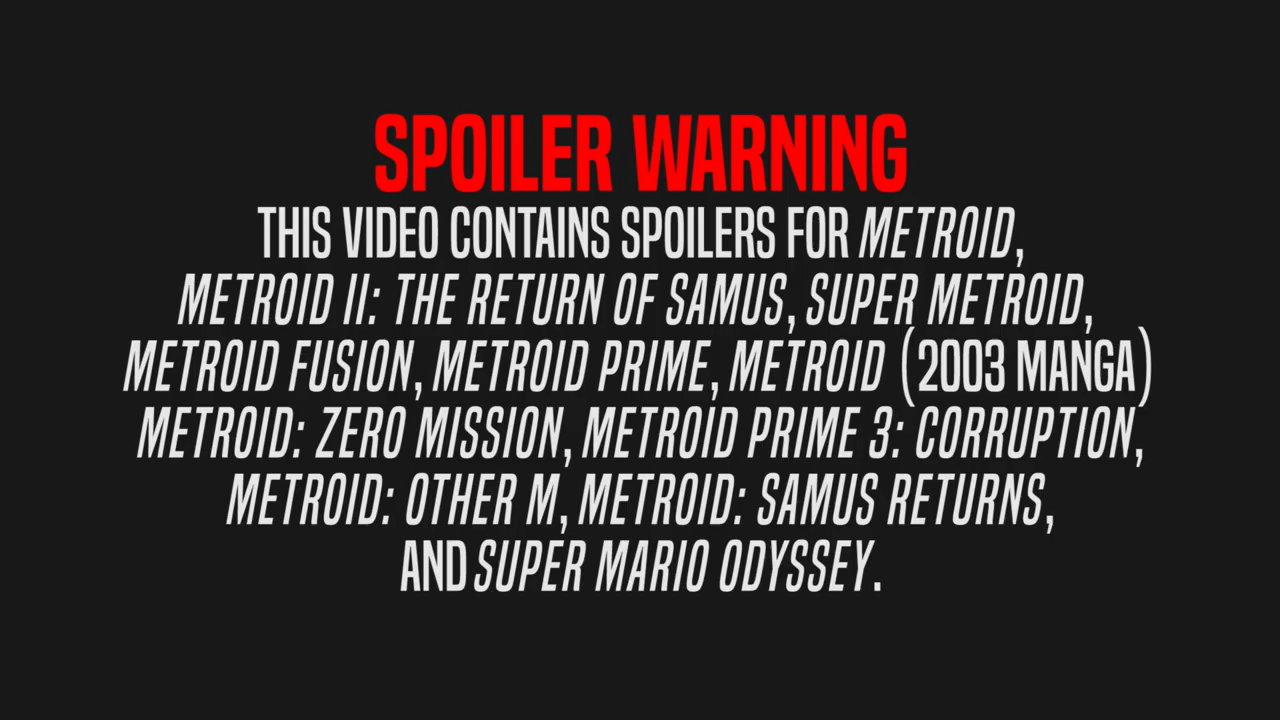 SPOILER WARNING
THIS VIDEO CONTAINS SPOILERS FOR METROID,
METROID II: THE RETURN OF SAMUS, SUPER METROID,
METROID FUSION, METROID PRIME, METROID (2003 MANGA)
METROID: ZERO MISSION, METROID PRIME 3: CORRUPTION,
METROID: OTHER M, METROID: SAMUS RETURNS,
AND SUPER MARIO ODYSSEY.